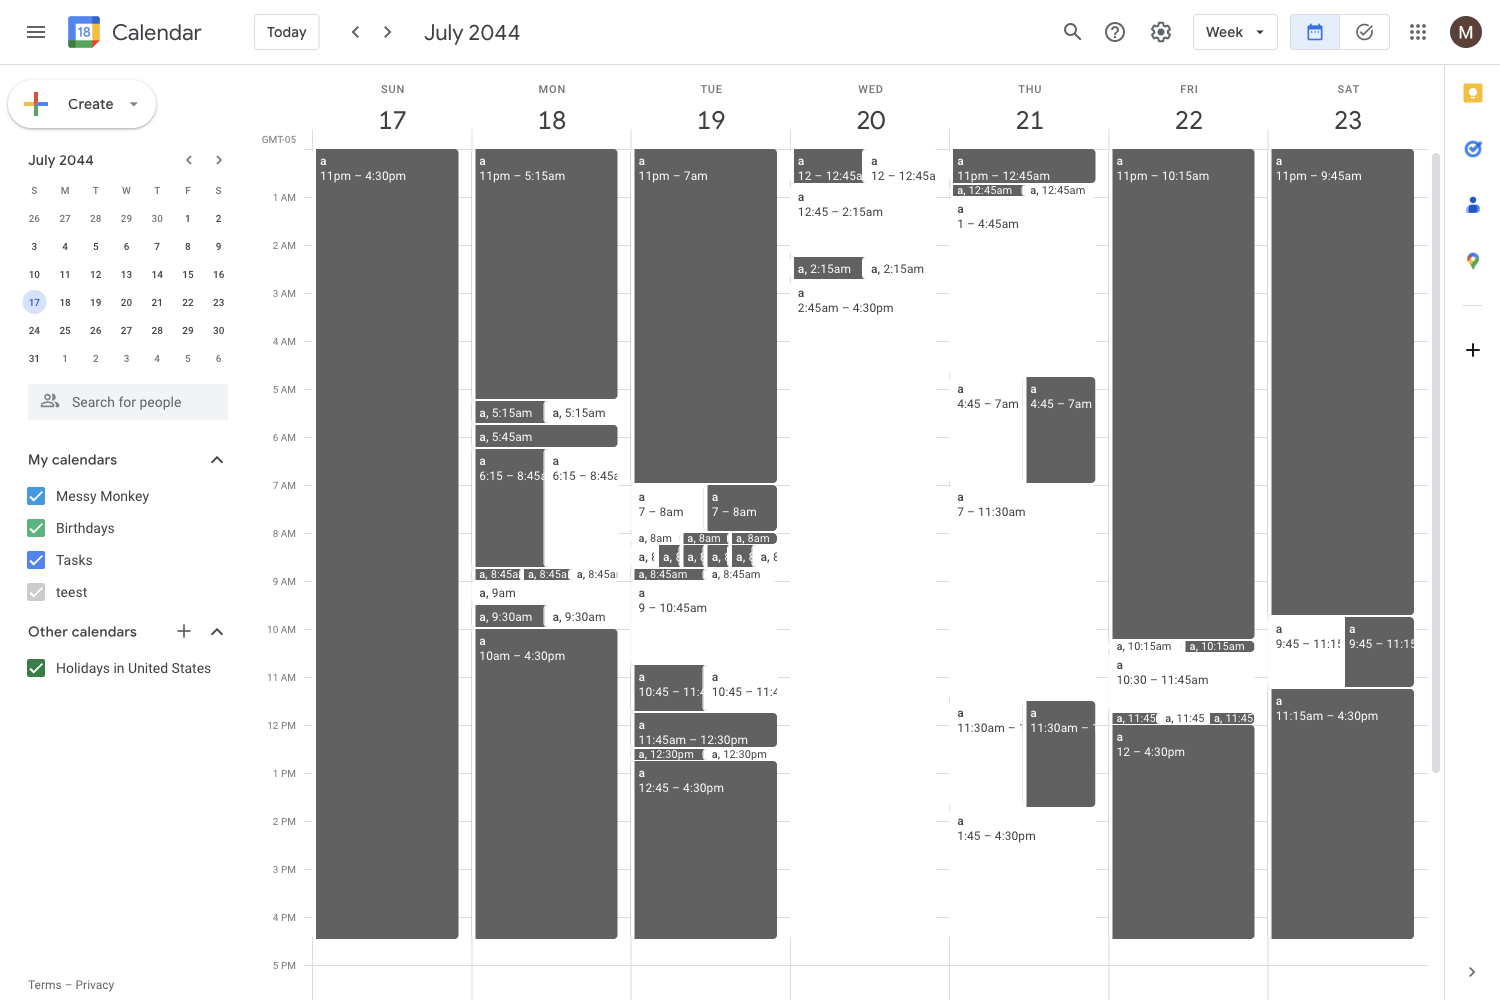 18
Calendar
Today
July 2044
Week
M
Create
July 2044
S M T W T F S
26 27 28 29 30 1 2
3 4 5 6 7 8 9
10 11 12 13 14 15 16
17 18 19 20 21 22 23
24 25 26 27 28 29 30
31 1 2 3 4 5 6
Search for people
My calendars
Messy Monkey
Birthdays
Tasks
teest
Other calendars
Holidays in United States
Terms – Privacy
GMT-05
1 AM
2 AM
3 AM
4 AM
5 AM
6 AM
7 AM
8 AM
9 AM
10 AM
11 AM
12 PM
1 PM
2 PM
3 PM
4 PM
5 PM
SUN
17
a
11pm – 4:30pm
MON
18
a
11pm – 5:15am
a, 5:15am
a, 5:15am
a, 5:45am
a
6:15 – 8:45a
a
6:15 – 8:45a
a, 8:45a
a, 8:45a
a, 8:45a
a, 9am
a, 9:30am
a, 9:30am
a
10am – 4:30pm
TUE
19
a
11pm – 7am
a
7 – 8am
a
7 – 8am
a, 8am
a, 8am
a, 8am
a, 8
a, 8
a, 8
a, 8
a, 8
a, 8
a, 8:45am
a, 8:45am
a
9 – 10:45am
a
10:45 – 11:4
a
10:45 – 11:4
a
11:45am – 12:30pm
a, 12:30pm
a, 12:30pm
a
12:45 – 4:30pm
WED
20
a
12 – 12:45a
a
12 – 12:45a
a
12:45 – 2:15am
a, 2:15am
a, 2:15am
a
2:45am – 4:30pm
THU
21
a
11pm – 12:45am
a, 12:45am
a, 12:45am
a
1 – 4:45am
a
4:45 – 7am
a
4:45 – 7am
a
7 – 11:30am
a
11:30am –
a
11:30am –
a
1:45 – 4:30pm
FRI
22
a
11pm – 10:15am
a, 10:15am
a, 10:15am
a
10:30 – 11:45am
a, 11:45
a, 11:45
a, 11:45
a
12 – 4:30pm
SAT
23
a
11pm – 9:45am
a
9:45 – 11:15
a
9:45 – 11:15
a
11:15am – 4:30pm